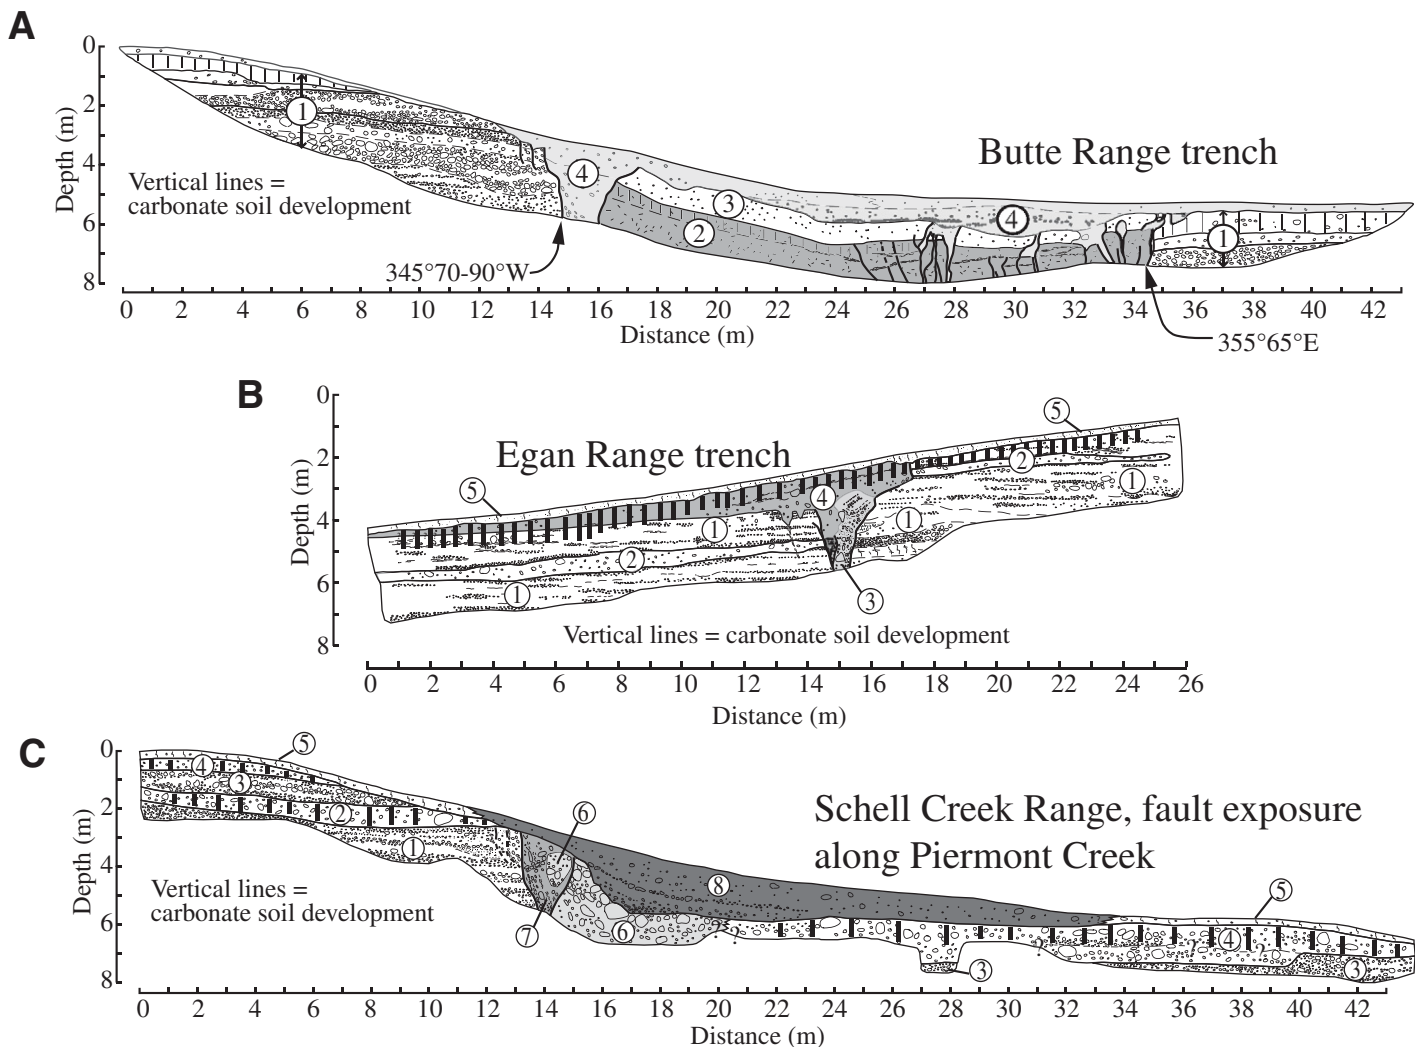 A
0
2
4
6
8
Depth (m)
1
4
3
2
4
1
Butte Range trench
Vertical lines =
carbonate soil development
345°70-90°W
355°65°E
0 2 4 6 8 10 12 14 16 18 20 22 24 26 28 30 32 34 36 38 40 42
Distance (m)
B
0
2
4
6
8
Depth (m)
Egan Range trench
5
5
2
1
4
1
1
2
1
3
Vertical lines = carbonate soil development
0 2 4 6 8 10 12 14 16 18 20 22 24 26
Distance (m)
C
0
2
4
6
8
Depth (m)
5
4
3
2
1
6
7
6
8
5
4
3
3
?
?
?
?
Schell Creek Range, fault exposure
along Piermont Creek
Vertical lines =
carbonate soil development
0 2 4 6 8 10 12 14 16 18 20 22 24 26 28 30 32 34 36 38 40 42
Distance (m)